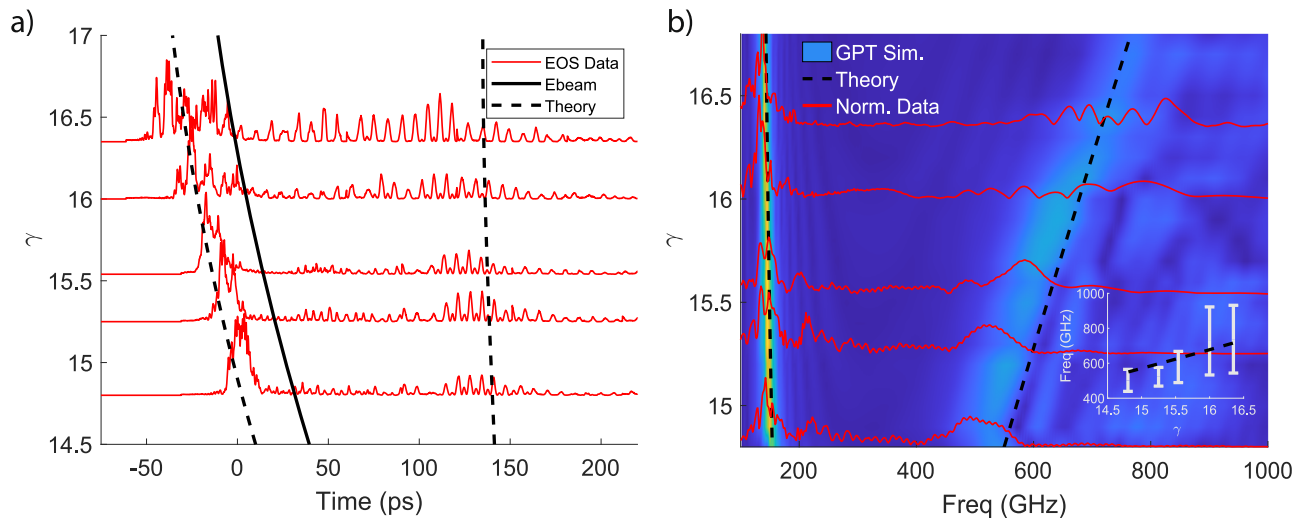 a)
17
16.5
16
15.5
15
14.5
γ
EOS Data
Ebeam
Theory
-50
0
50
100
150
200
Time (ps)
b)
16.5
16
15.5
15
γ
GPT Sim.
Theory
Norm. Data
200
400
600
800
1000
Freq (GHz)
1000
800
600
400
Freq (GHz)
14.5
15
15.5
16
16.5
γ